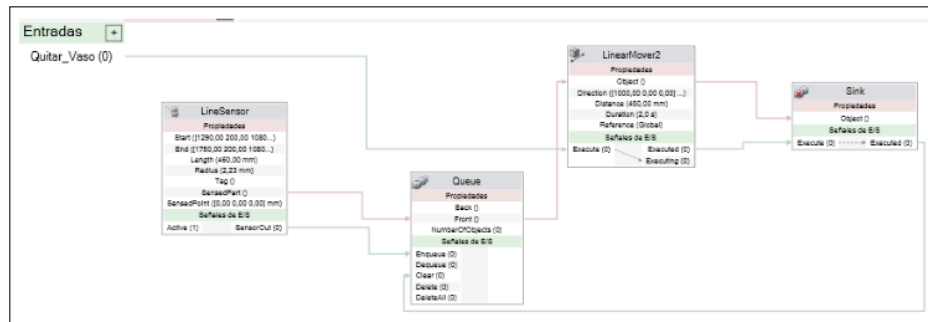 Entradas +
Quitar_Vaso (0)
LineSensor
Propiedades
Start ([1290,00 200,00 1080...)
End ([1750,00 200,00 1080...)
Length (460,00 mm)
Radius (2,23 mm)
Tag ()
SensedPart ()
SensedPoint ([0,00 0,00 0,00] mm)
Señales de E/S
Active (1) SensorOut (0)
Queue
Propiedades
Back ()
Front ()
NumberOfObjects (0)
Señales de E/S
Enqueue (0)
Dequeue (0)
Clear (0)
Delete (0)
DeleteAll (0)
LinearMover2
Propiedades
Object ()
Direction ([1000,00 0,00 0,00] ...)
Distance (450,00 mm)
Duration (2,0 s)
Reference (Global)
Señales de E/S
Execute (0) Executed (0)
Executing (0)
Sink
Propiedades
Object ()
Señales de E/S
Execute (0) Executed (0)